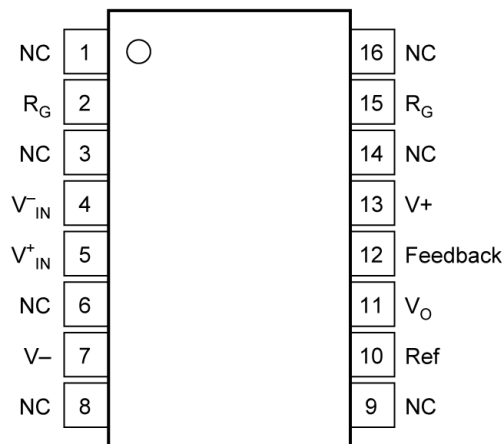 NC 1 16 NC
R_G 2 15 R_G
NC 3 14 NC
V⁻_IN 4 13 V+
V⁺_IN 5 12 Feedback
NC 6 11 V_O
V– 7 10 Ref
NC 8 9 NC